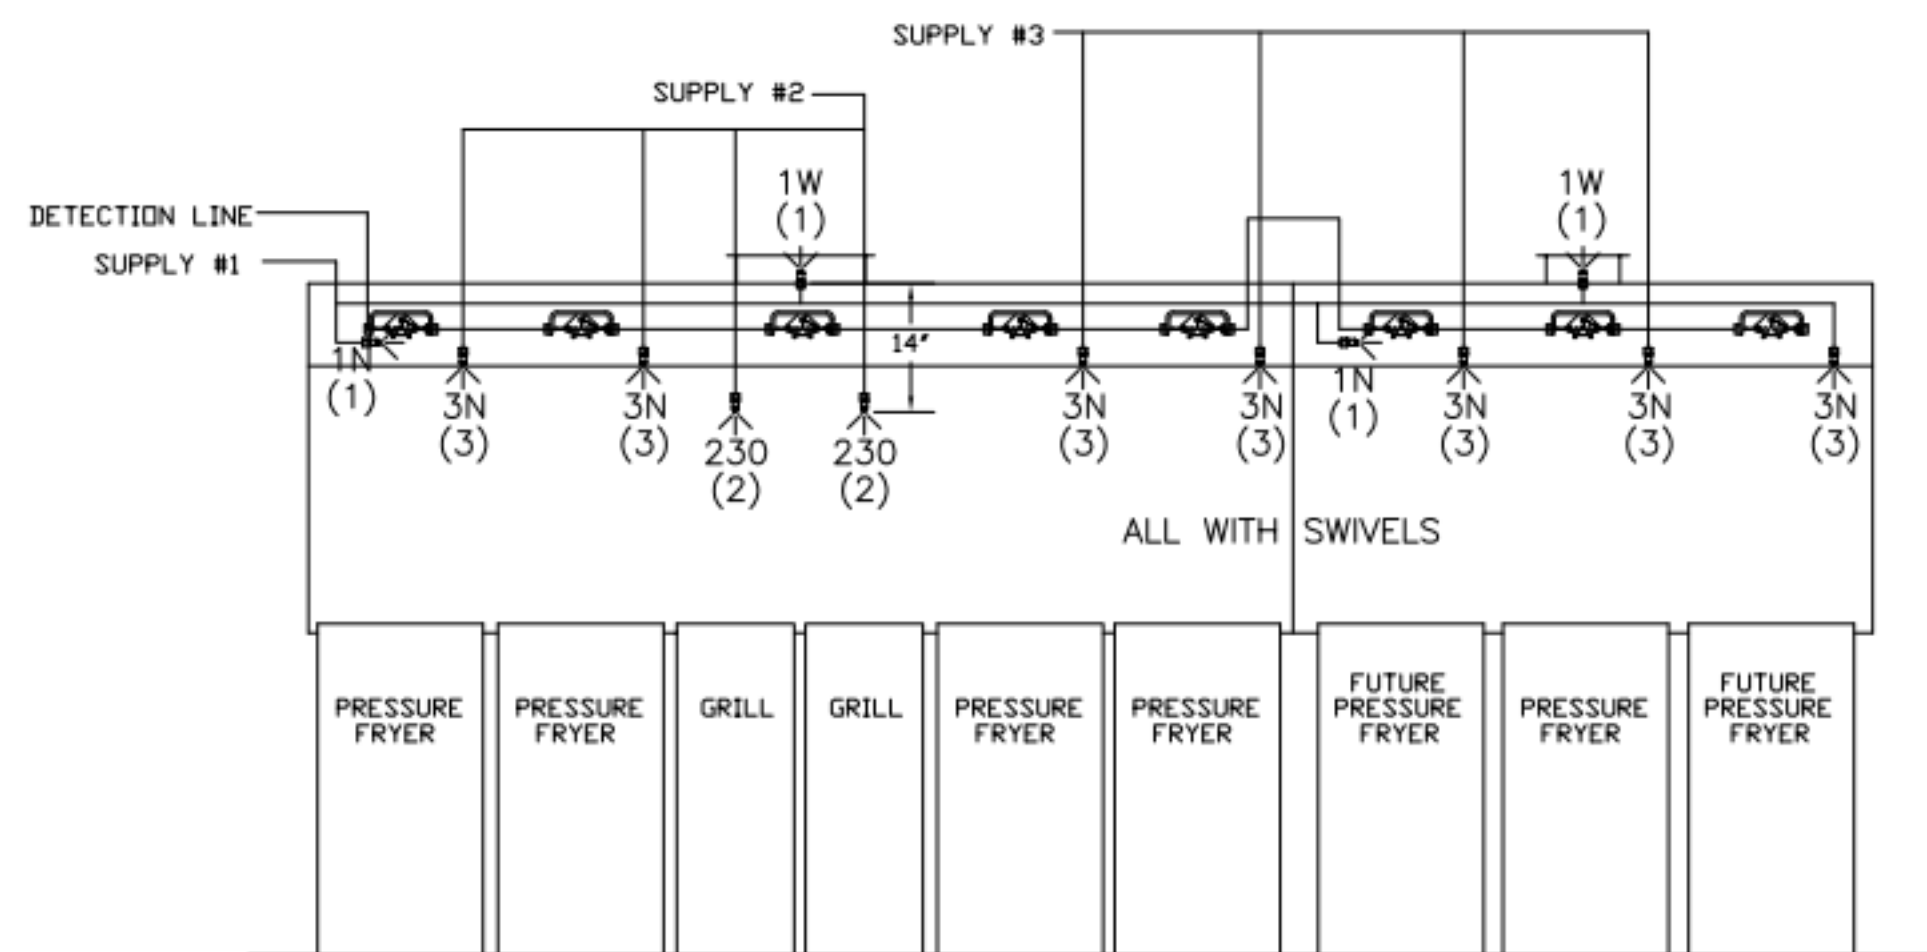 SUPPLY #3
SUPPLY #2
1W
(1)
1W
(1)
DETECTION LINE
SUPPLY #1
14"
1N
(1)
3N
(3)
3N
(3)
230
(2)
230
(2)
3N
(3)
3N
(3)
1N
(1)
3N
(3)
3N
(3)
3N
(3)
ALL WITH SWIVELS
PRESSURE
FRYER
PRESSURE
FRYER
GRILL
GRILL
PRESSURE
FRYER
PRESSURE
FRYER
FUTURE
PRESSURE
FRYER
PRESSURE
FRYER
FUTURE
PRESSURE
FRYER